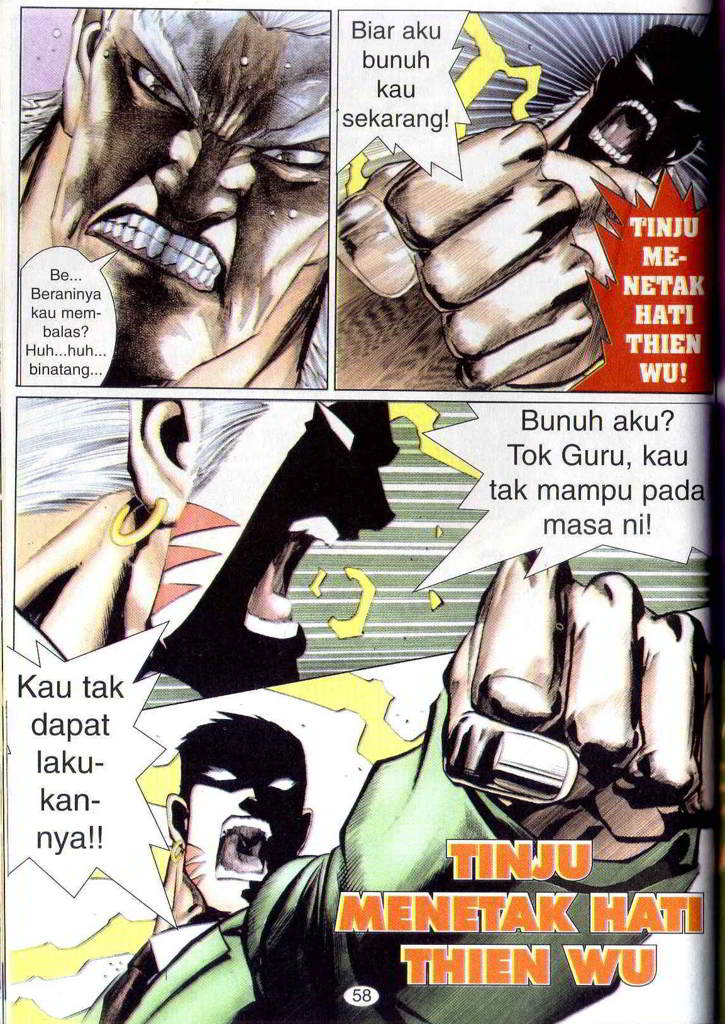 Be...
Beraninya
kau mem-
balas?
Huh...huh...
binatang...
Biar aku
bunuh
kau
sekarang!
TINJU
ME-
NETAK
HATI
THIEN
WU!
Bunuh aku?
Tok Guru, kau
tak mampu pada
masa ni!
Kau tak
dapat
laku-
kan-
nya!!
TINJU
MENETAK HATI
THIEN WU
58